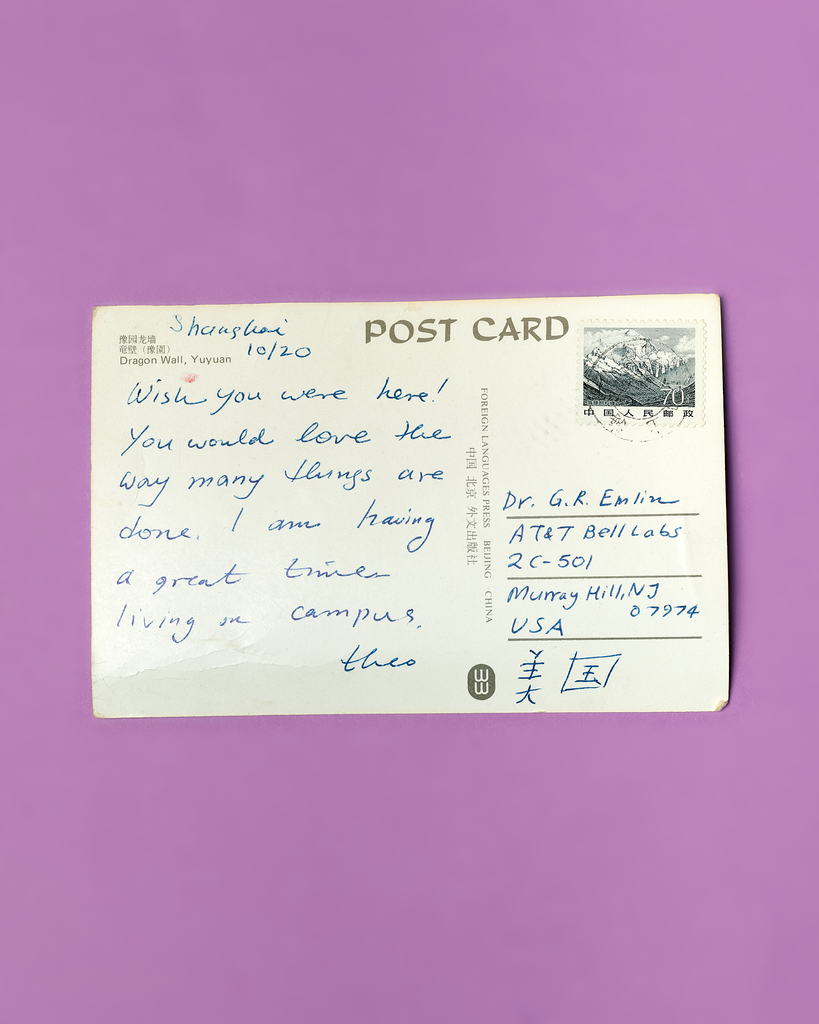 Shanghai
10/20
豫园龙墙
竜壁（豫園）
Dragon Wall, Yuyuan
POST CARD
Wish you were here!
You would love the
way many things are
done. I am having
a great time
living on campus.
theo
FOREIGN LANGUAGES PRESS BEIJING CHINA
中国 北京 外文出版社
70
中国人民邮政
Dr. G.R. Emlin
AT&T Bell Labs
2C-501
Murray Hill, NJ
07974
USA
美国